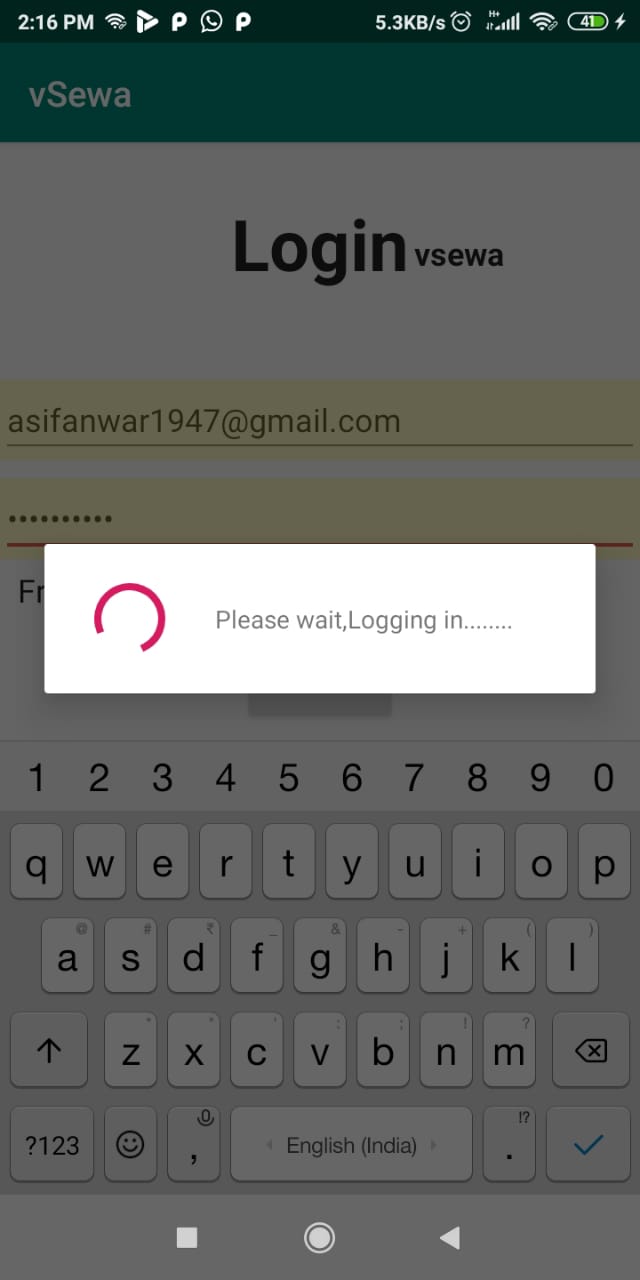 2:16 PM 5.3KB/s H+ 41
vSewa
Login vsewa
asifanwar1947@gmail.com
••••••••••
Fr
Please wait,Logging in........
1 2 3 4 5 6 7 8 9 0
q w e r t y u i o p
@ # ₹ _ & - + ( )
a s d f g h j k l
z x c v b n m
?123 , English (India) . !?